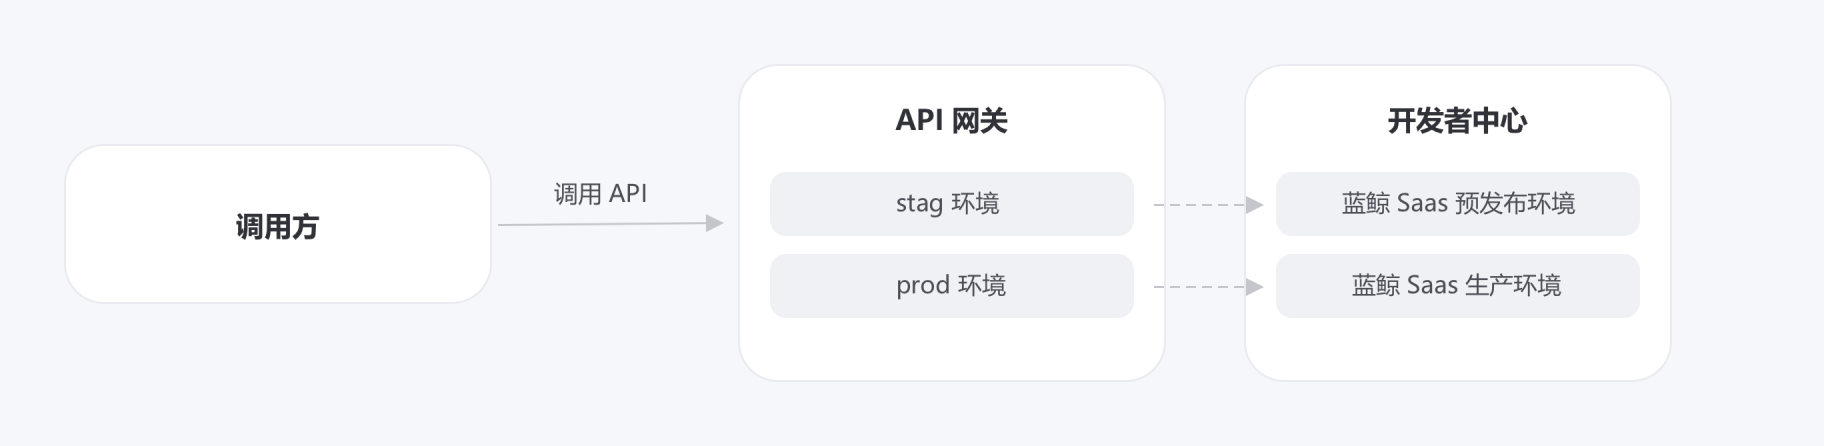 调用方
调用 API
API 网关
stag 环境
prod 环境
开发者中心
蓝鲸 Saas 预发布环境
蓝鲸 Saas 生产环境